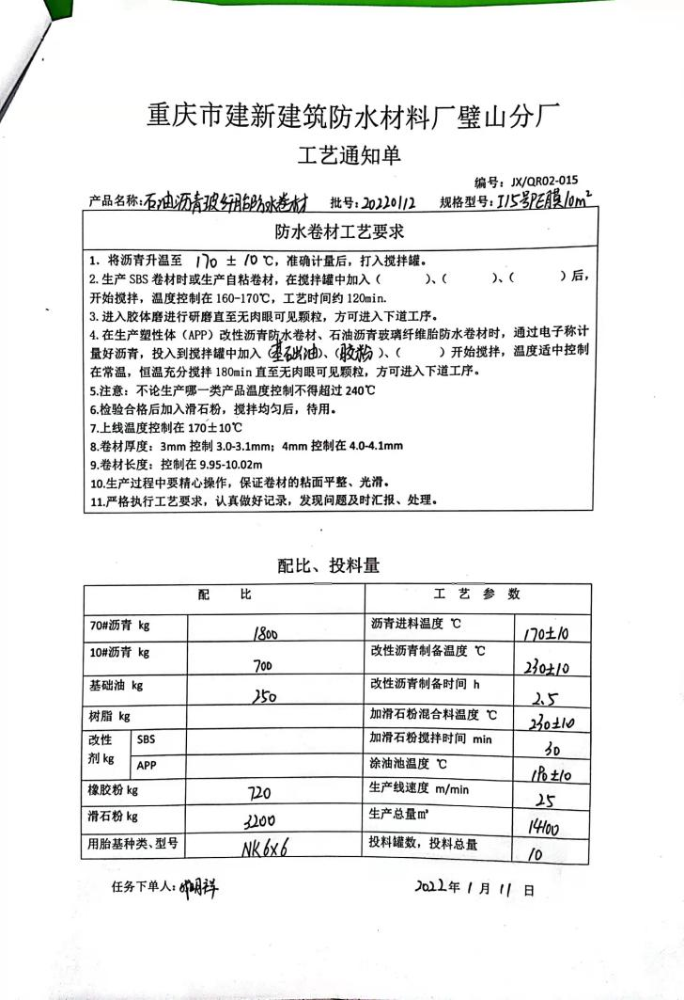 重庆市建新建筑防水材料厂璧山分厂
工艺通知单
编号：JX/QR02-015
产品名称：石油沥青玻纤胎防水卷材 批号：20220112 规格型号：I 15号PE膜10m²
防水卷材工艺要求
1. 将沥青升温至 170 ± 10 ℃，准确计量后，打入搅拌罐。
2. 生产 SBS 卷材时或生产自粘卷材，在搅拌罐中加入（ ）、（ ）、（ ）后，
开始搅拌，温度控制在 160-170℃，工艺时间约 120min.
3. 进入胶体磨进行研磨直至无肉眼可见颗粒，方可进入下道工序。
4. 在生产塑性体（APP）改性沥青防水卷材、石油沥青玻璃纤维胎防水卷材时，通过电子称计
量好沥青，投入到搅拌罐中加入（基础油）、（胶粉）、（ ）开始搅拌，温度适中控制
在常温，恒温充分搅拌 180min 直至无肉眼可见颗粒，方可进入下道工序。
5.注意：不论生产哪一类产品温度控制不得超过 240℃
6.检验合格后加入滑石粉，搅拌均匀后，待用。
7.上线温度控制在 170±10℃
8.卷材厚度：3mm 控制 3.0-3.1mm；4mm 控制在 4.0-4.1mm
9.卷材长度：控制在 9.95-10.02m
10.生产过程中要精心操作，保证卷材的粘面平整、光滑。
11.严格执行工艺要求，认真做好记录，发现问题及时汇报、处理。
配比、投料量
配 比 工 艺 参 数
70#沥青 kg 1800 沥青进料温度 ℃ 170±10
10#沥青 kg 700 改性沥青制备温度 ℃ 230±10
基础油 kg 250 改性沥青制备时间 h 2.5
树脂 kg 加滑石粉混合料温度 ℃ 230±10
改性剂 kg SBS 加滑石粉搅拌时间 min 30
APP 涂油池温度 ℃ 180±10
橡胶粉 kg 720 生产线速度 m/min 25
滑石粉 kg 3200 生产总量㎡ 14100
用胎基种类、型号 NK6x6 投料罐数，投料总量 10
任务下单人： 明祥 2022年 1 月 11 日